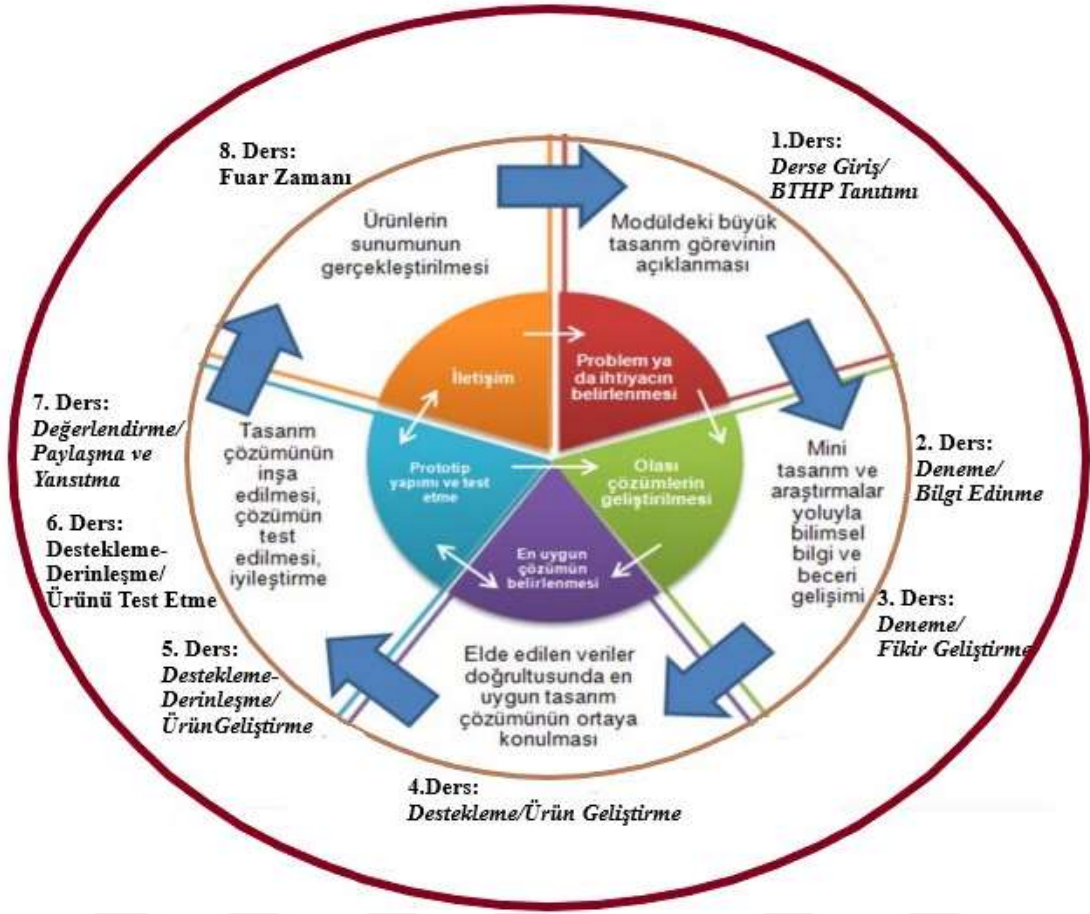 1.Ders:
Derse Giriş/
BTHP Tanıtımı
Modüldeki büyük
tasarım görevinin
açıklanması
Problem ya
da ihtiyacın
belirlenmesi
2. Ders:
Deneme/
Bilgi Edinme
3. Ders:
Deneme/
Fikir Geliştirme
Mini
tasarım ve
araştırmalar
yoluyla
bilimsel
bilgi ve
beceri
gelişimi
Olası
çözümlerin
geliştirilmesi
4.Ders:
Destekleme/Ürün Geliştirme
Elde edilen veriler
doğrultusunda en
uygun tasarım
çözümünün ortaya
konulması
En uygun
çözümün
belirlenmesi
5. Ders:
Destekleme-
Derinleşme/
ÜrünGeliştirme
6. Ders:
Destekleme-
Derinleşme/
Ürünü Test Etme
7. Ders:
Değerlendirme/
Paylaşma ve
Yansıtma
Tasarım
çözümünün
inşa
edilmesi,
çözümün
test
edilmesi,
iyileştirme
Prototip
yapımı ve test
etme
8. Ders:
Fuar Zamanı
Ürünlerin
sunumunun
gerçekleştirilmesi
İletişim